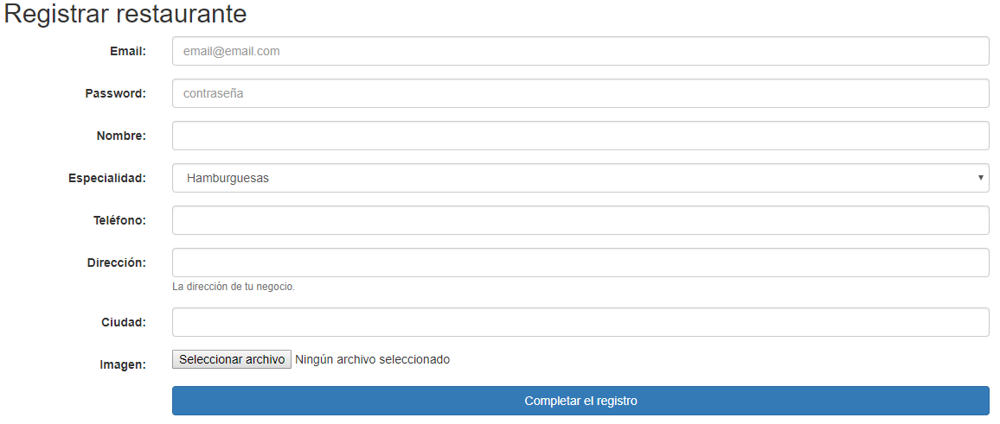 Registrar restaurante
Email: email@email.com
Password: contraseña
Nombre:
Especialidad: Hamburguesas
Teléfono:
Dirección:
La dirección de tu negocio.
Ciudad:
Imagen: Seleccionar archivo Ningún archivo seleccionado
Completar el registro